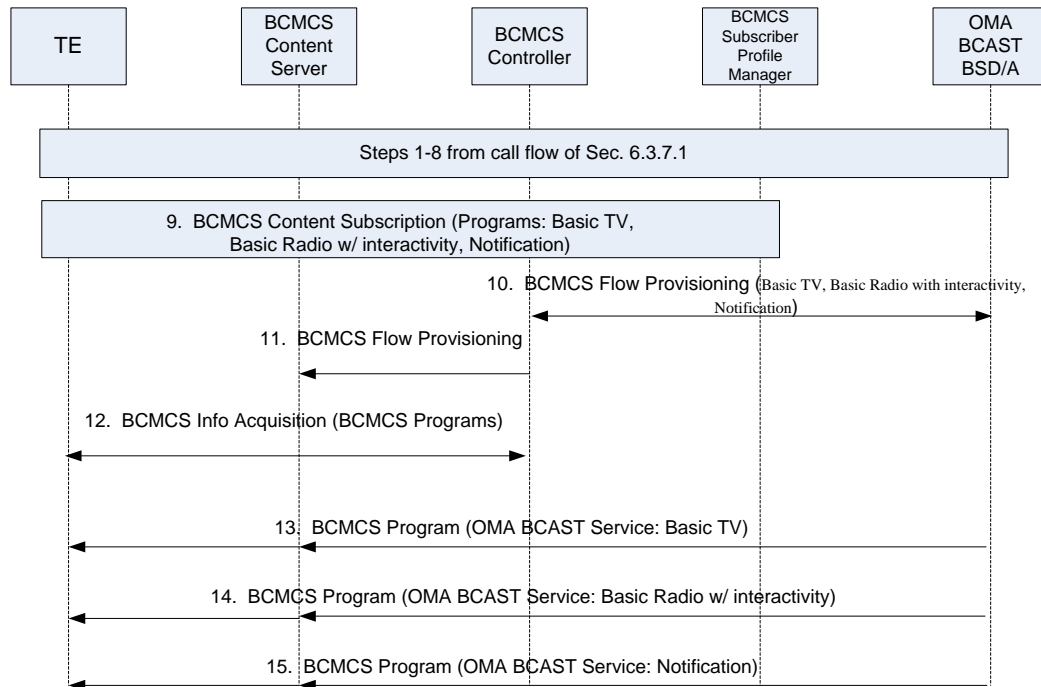 TE
BCMCS
Content
Server
BCMCS
Controller
BCMCS
Subscriber
Profile
Manager
OMA
BCAST
BSD/A
Steps 1-8 from call flow of Sec. 6.3.7.1
9. BCMCS Content Subscription (Programs: Basic TV,
Basic Radio w/ interactivity, Notification)
10. BCMCS Flow Provisioning (Basic TV, Basic Radio with interactivity,
Notification)
11. BCMCS Flow Provisioning
12. BCMCS Info Acquisition (BCMCS Programs)
13. BCMCS Program (OMA BCAST Service: Basic TV)
14. BCMCS Program (OMA BCAST Service: Basic Radio w/ interactivity)
15. BCMCS Program (OMA BCAST Service: Notification)